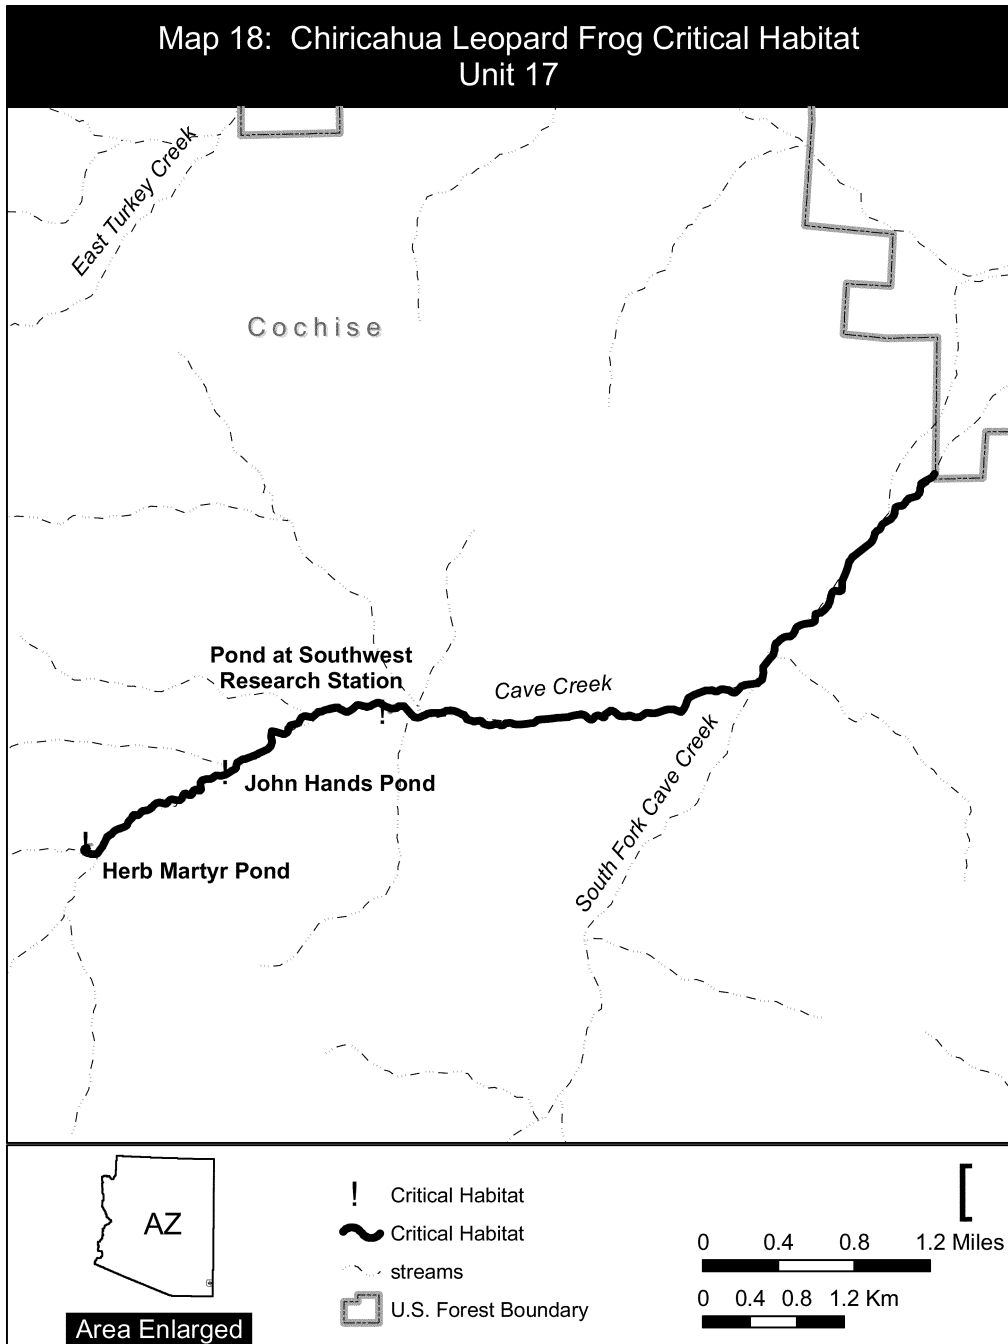 Map 18: Chiricahua Leopard Frog Critical Habitat
Unit 17
East Turkey Creek
Cochise
Pond at Southwest
Research Station
Cave Creek
!
!
John Hands Pond
South Fork Cave Creek
!
Herb Martyr Pond
AZ
Area Enlarged
! Critical Habitat
Critical Habitat
streams
U.S. Forest Boundary
[
0 0.4 0.8 1.2 Miles
0 0.4 0.8 1.2 Km